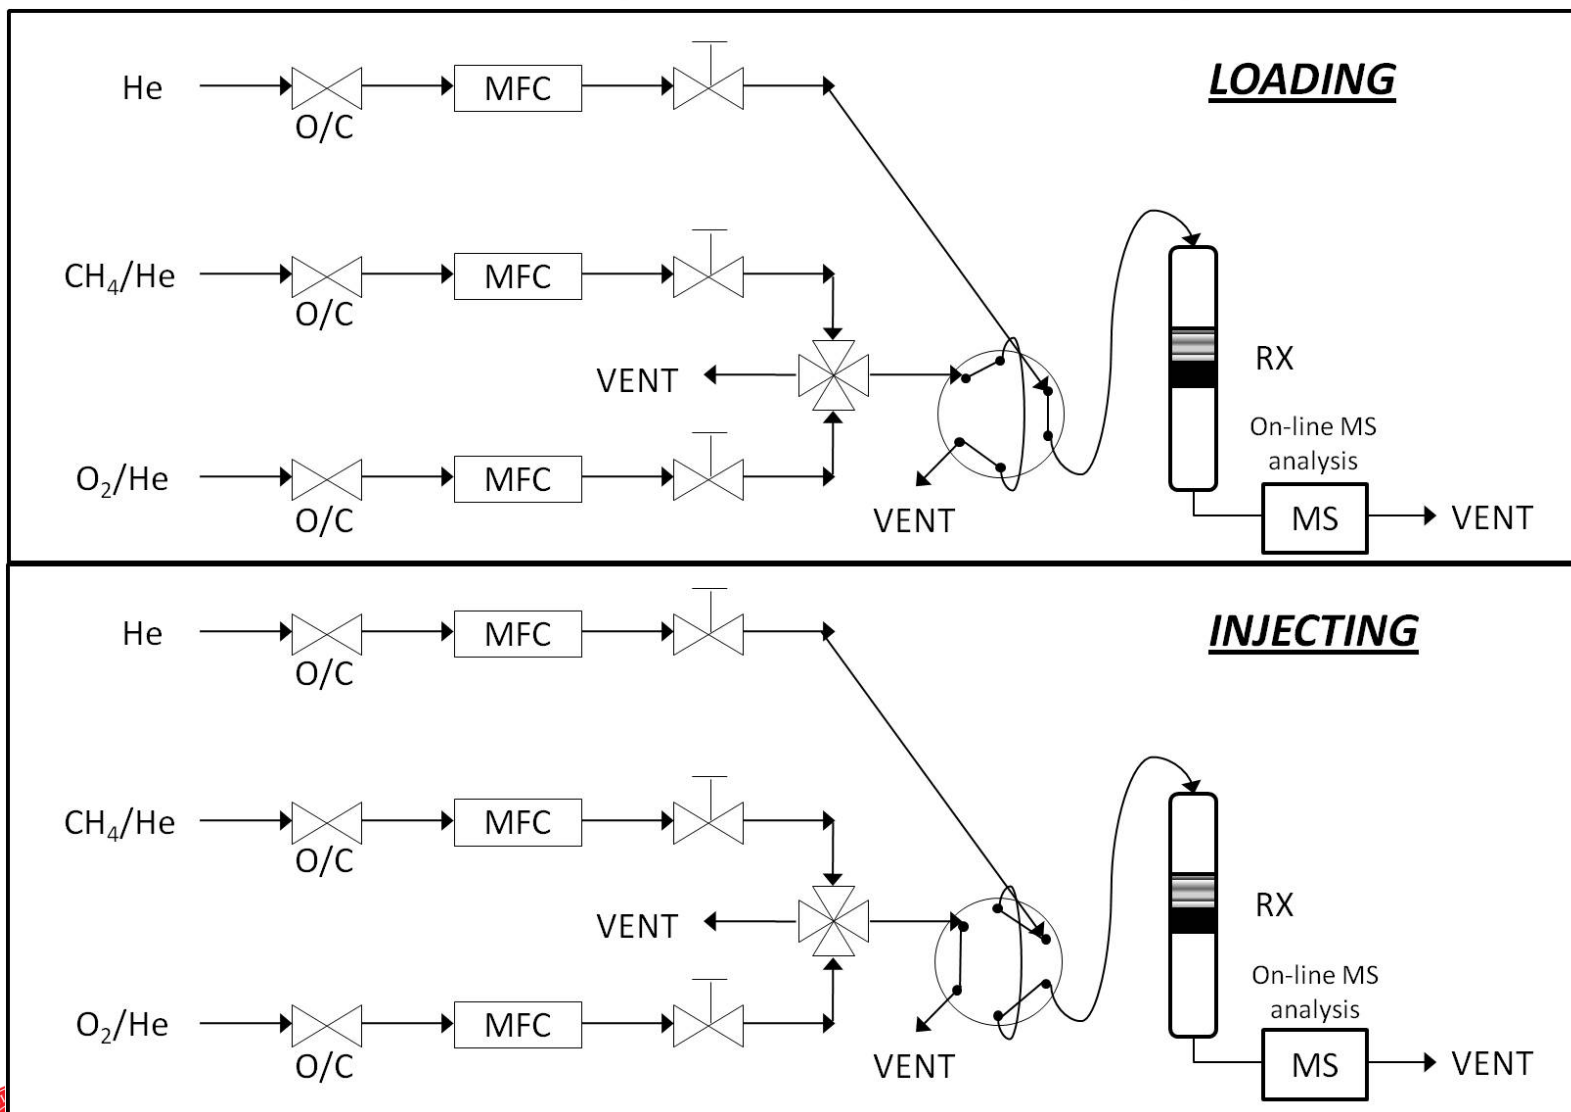 LOADING
He
MFC
O/C
CH₄/He
MFC
O/C
VENT
RX
On-line MS
analysis
O₂/He
MFC
O/C
VENT
MS
VENT
INJECTING
He
MFC
O/C
CH₄/He
MFC
O/C
VENT
RX
On-line MS
analysis
O₂/He
MFC
O/C
VENT
MS
VENT